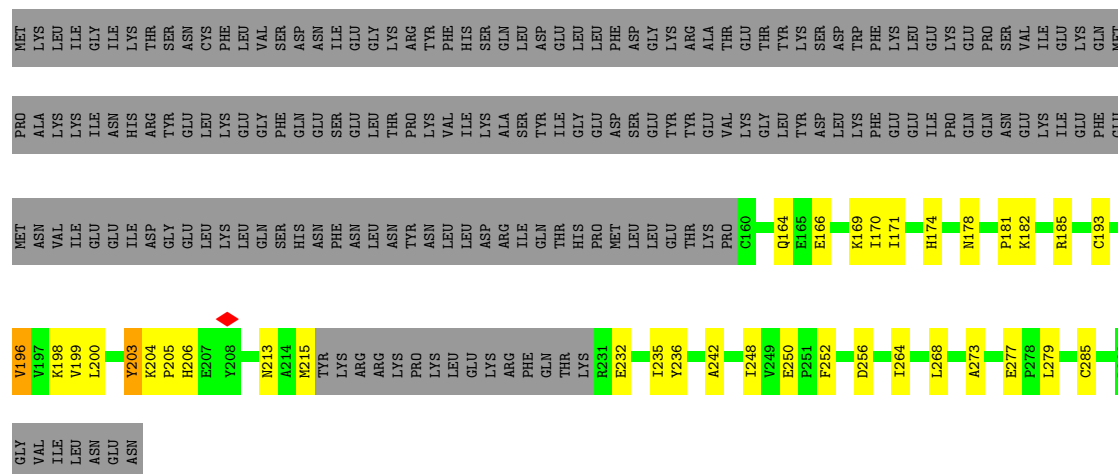 MET LYS LEU ILE GLY ILE LYS THR SER ASN CYS PHE LEU VAL SER ASP ASN ILE GLU GLY LYS ARG TYR PHE HIS SER GLN LEU ASP GLU LEU LEU PHE ASP GLY LYS ARG ALA THR GLU THR TYR LYS SER ASP TRP PHE LYS LEU GLU LYS GLU PRO SER VAL ILE GLU LYS GLN MET
PRO ALA LYS LYS ILE ASN HIS ARG TYR GLU LEU LYS GLU GLY PHE GLN GLU SER GLU LEU THR PRO LYS VAL ILE LYS ALA SER TYR ILE GLY GLU ASP SER GLU TYR TYR GLU VAL LYS GLY LEU TYR ASP LEU LYS PHE GLU GLU ILE PRO GLN GLN ASN GLU LYS ILE GLU PHE GLU
MET ASN VAL ILE GLU GLU ILE ASP GLY GLU LEU LYS LEU GLN SER HIS ASN PHE ASN LEU ASN TYR ASN LEU LEU ASP ARG ILE GLN THR HIS PRO MET LEU LEU GLU THR LYS PRO C160 Q164 E165 E166 K169 I170 I171 H174 N178 P181 K182 R185 C193
V196 V197 K198 V199 L200 Y203 K204 P205 H206 E207 Y208 N213 A214 M215 TYR LYS ARG ARG LYS PRO LYS LEU GLU LYS ARG PHE GLN THR LYS R231 E232 I235 Y236 A242 I248 V249 E250 P251 F252 D256 I264 L268 A273 E277 P278 L279 C285
GLY VAL ILE LEU ASN GLU ASN